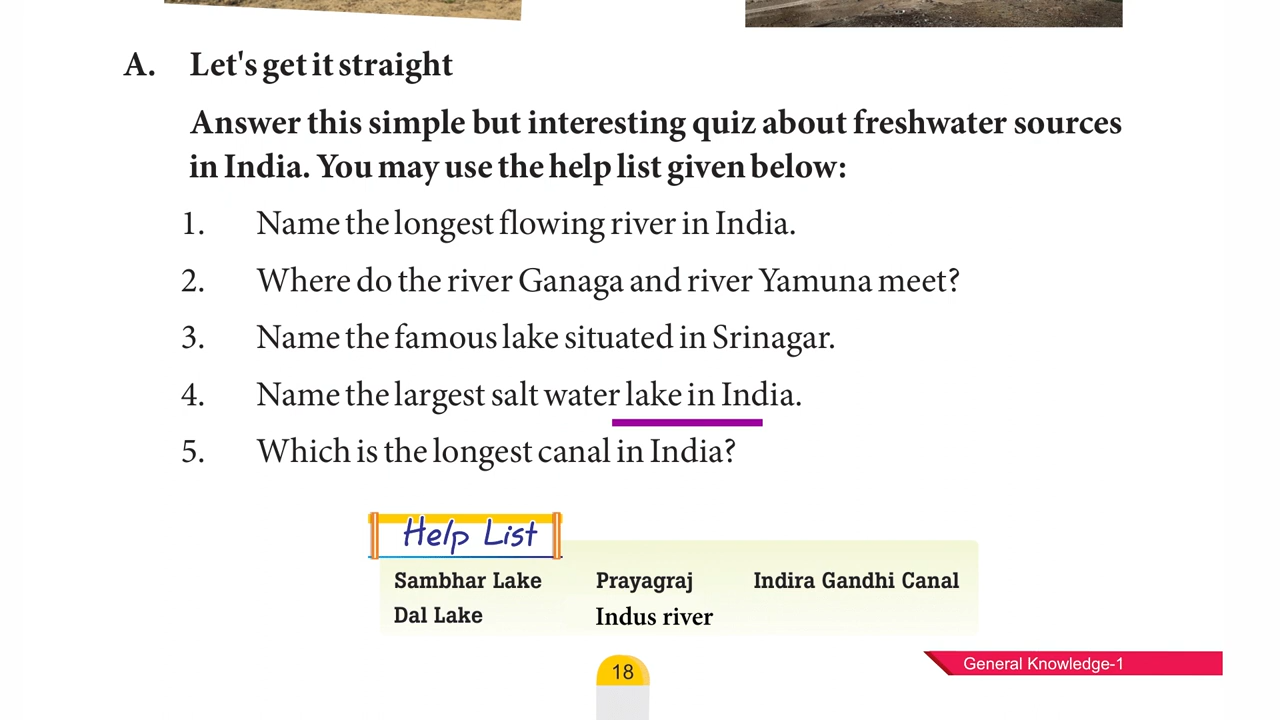 A. Let's get it straight
Answer this simple but interesting quiz about freshwater sources
in India. You may use the help list given below:
1. Name the longest flowing river in India.
2. Where do the river Ganaga and river Yamuna meet?
3. Name the famous lake situated in Srinagar.
4. Name the largest salt water lake in India.
5. Which is the longest canal in India?
Help List
Sambhar Lake Prayagraj Indira Gandhi Canal
Dal Lake Indus river
18
General Knowledge-1